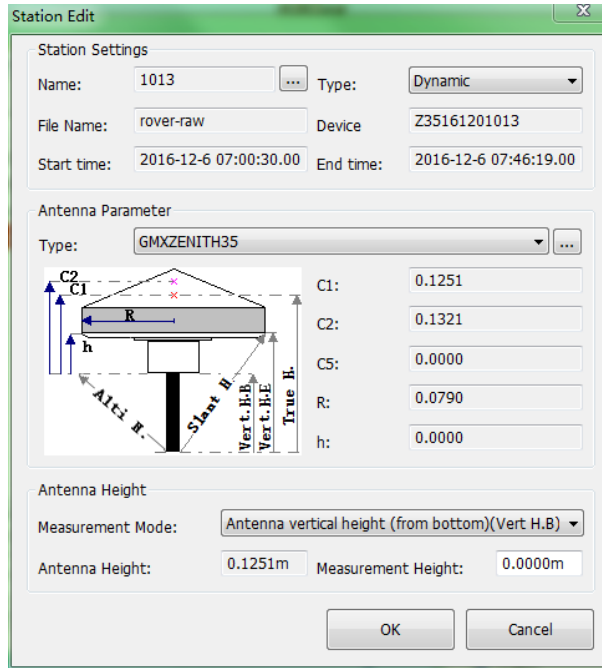 Station Edit
Station Settings
Name: 1013 ... Type: Dynamic
File Name: rover-raw Device Z35161201013
Start time: 2016-12-6 07:00:30.00 End time: 2016-12-6 07:46:19.00
Antenna Parameter
Type: GMXZENITH35 ...
C2
C1
R
h
Alti H.
Slant H.
Vert.H.B
Vert.H.E
True H.
C1: 0.1251
C2: 0.1321
C5: 0.0000
R: 0.0790
h: 0.0000
Antenna Height
Measurement Mode: Antenna vertical height (from bottom)(Vert H.B)
Antenna Height: 0.1251m Measurement Height: 0.0000m
OK Cancel